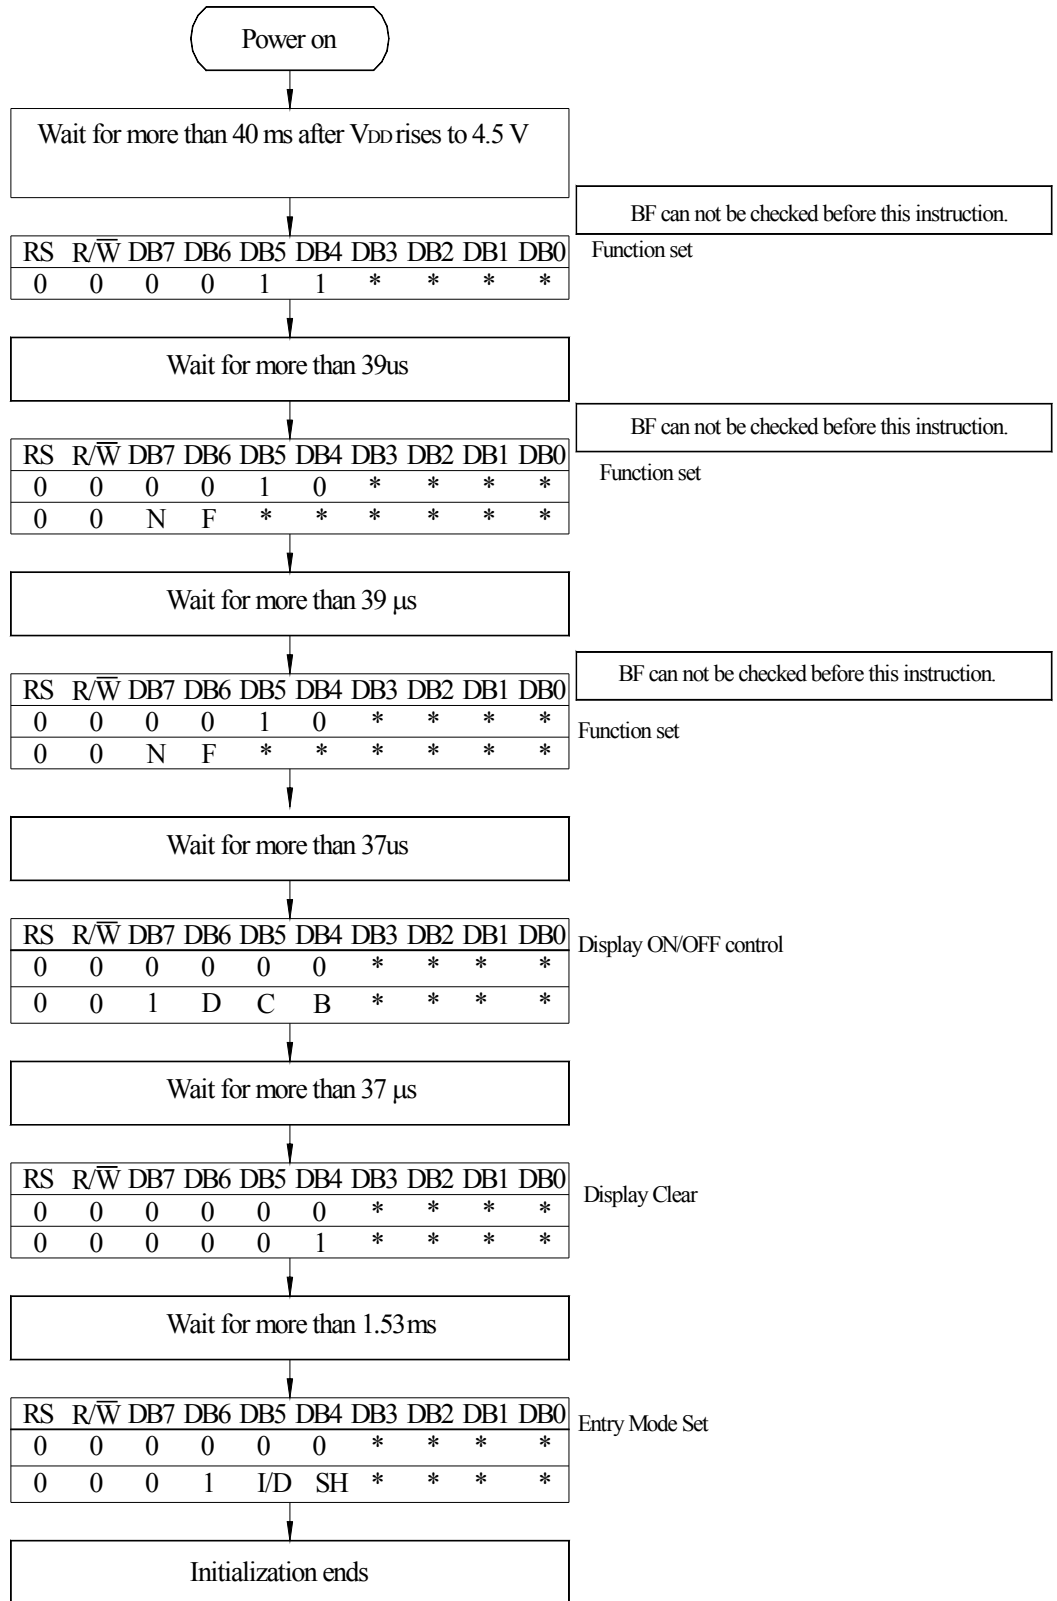 Power on
Wait for more than 40 ms after VDD rises to 4.5 V
BF can not be checked before this instruction.
RS R/W̅ DB7 DB6 DB5 DB4 DB3 DB2 DB1 DB0
Function set
0 0 0 0 1 1 * * * *
Wait for more than 39us
BF can not be checked before this instruction.
RS R/W̅ DB7 DB6 DB5 DB4 DB3 DB2 DB1 DB0
Function set
0 0 0 0 1 0 * * * *
0 0 N F * * * * * *
Wait for more than 39 μs
BF can not be checked before this instruction.
RS R/W̅ DB7 DB6 DB5 DB4 DB3 DB2 DB1 DB0
0 0 0 0 1 0 * * * *
Function set
0 0 N F * * * * * *
Wait for more than 37us
RS R/W̅ DB7 DB6 DB5 DB4 DB3 DB2 DB1 DB0
Display ON/OFF control
0 0 0 0 0 0 * * * *
0 0 1 D C B * * * *
Wait for more than 37 μs
RS R/W̅ DB7 DB6 DB5 DB4 DB3 DB2 DB1 DB0
Display Clear
0 0 0 0 0 0 * * * *
0 0 0 0 0 1 * * * *
Wait for more than 1.53ms
RS R/W̅ DB7 DB6 DB5 DB4 DB3 DB2 DB1 DB0
Entry Mode Set
0 0 0 0 0 0 * * * *
0 0 0 1 I/D SH * * * *
Initialization ends